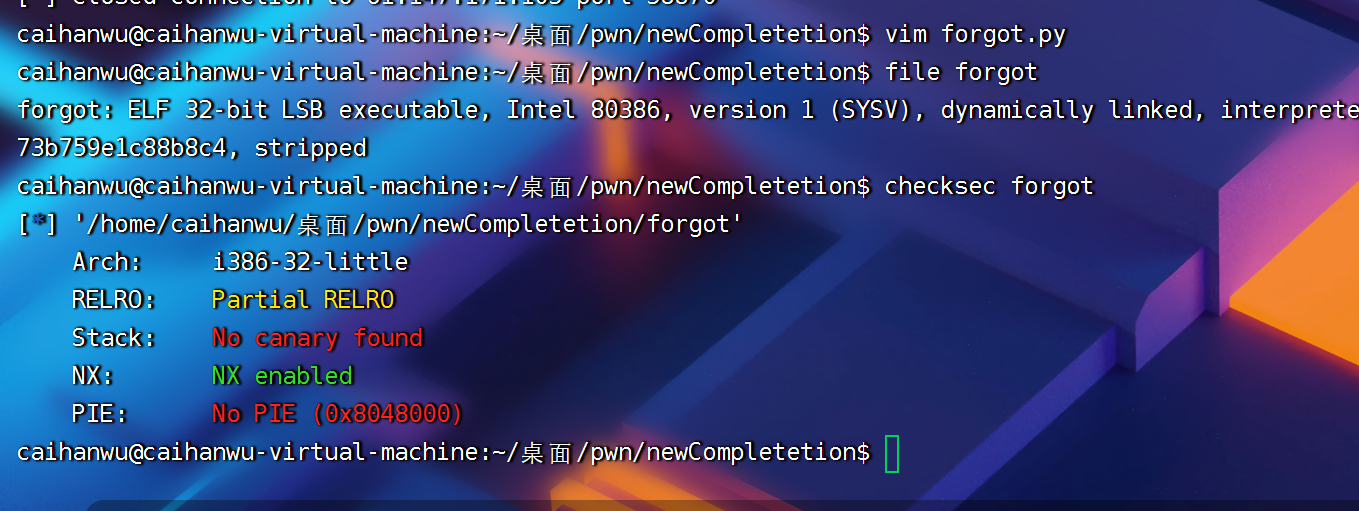 caihanwu@caihanwu-virtual-machine:~/桌面/pwn/newCompletetion$ vim forgot.py
caihanwu@caihanwu-virtual-machine:~/桌面/pwn/newCompletetion$ file forgot
forgot: ELF 32-bit LSB executable, Intel 80386, version 1 (SYSV), dynamically linked, interprete
73b759e1c88b8c4, stripped
caihanwu@caihanwu-virtual-machine:~/桌面/pwn/newCompletetion$ checksec forgot
[*] '/home/caihanwu/桌面/pwn/newCompletetion/forgot'
    Arch:     i386-32-little
    RELRO:    Partial RELRO
    Stack:    No canary found
    NX:       NX enabled
    PIE:      No PIE (0x8048000)
caihanwu@caihanwu-virtual-machine:~/桌面/pwn/newCompletetion$